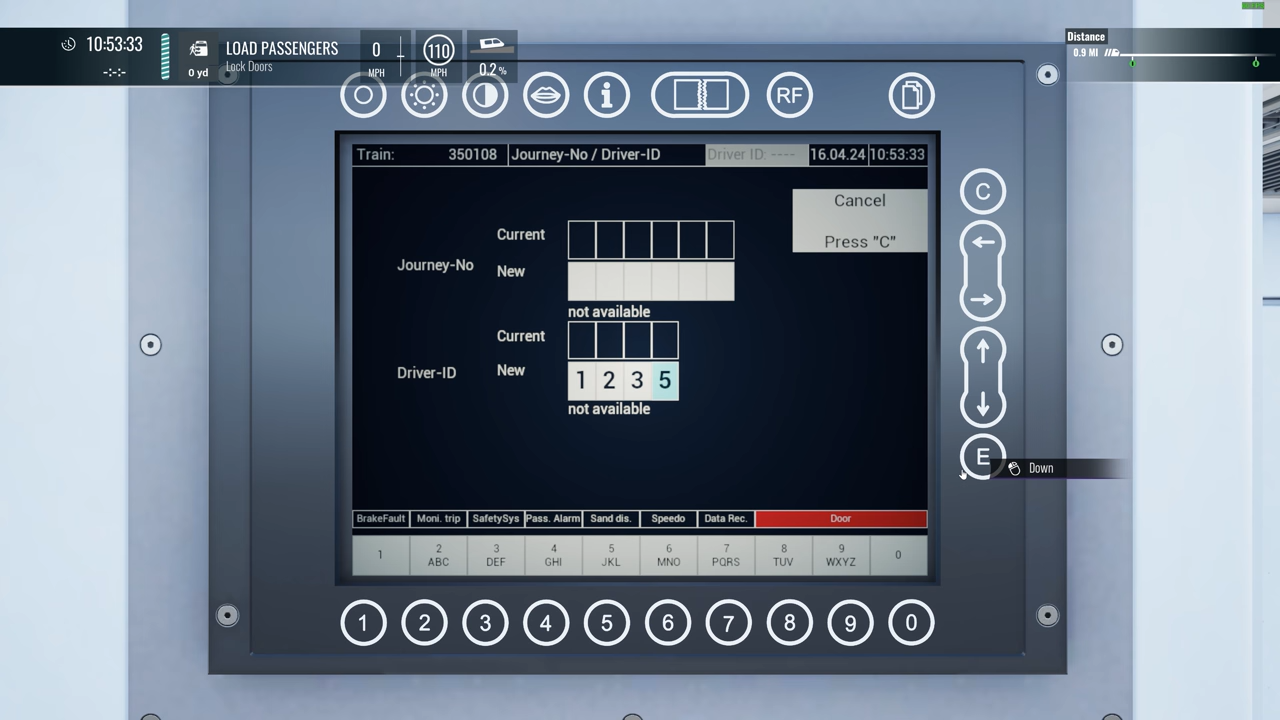 10:53:33
-:-:-
0 yd
LOAD PASSENGERS
Lock Doors
0
MPH
110
MPH
0.2 %
Distance
0.9 MI
RF
Train: 350108 Journey-No / Driver-ID Driver ID: ---- 16.04.24 10:53:33
Cancel
Press "C"
Current
Journey-No
New
not available
Current
Driver-ID
New 1 2 3 5
not available
C
E
Down
BrakeFault Moni. trip SafetySys Pass. Alarm Sand dis. Speedo Data Rec. Door
1 2 3 4 5 6 7 8 9 0
ABC DEF GHI JKL MNO PQRS TUV WXYZ
1 2 3 4 5 6 7 8 9 0